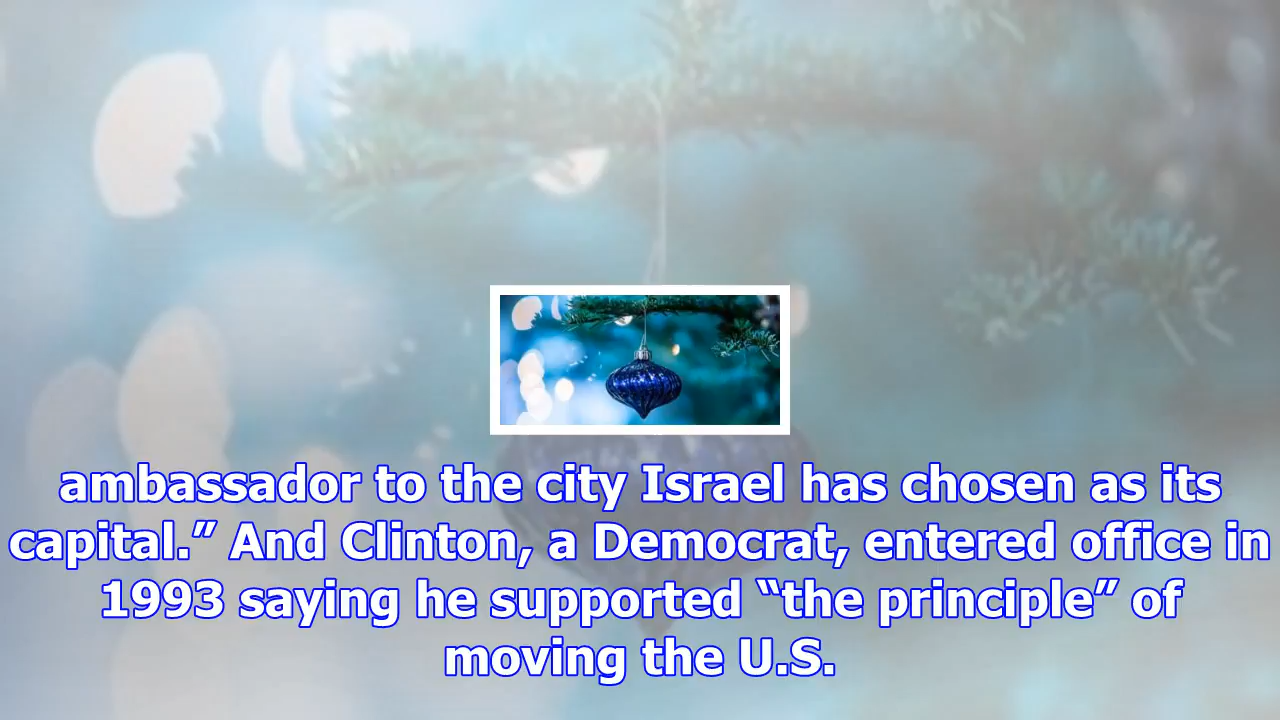 ambassador to the city Israel has chosen as its
capital.” And Clinton, a Democrat, entered office in
1993 saying he supported “the principle” of
moving the U.S.